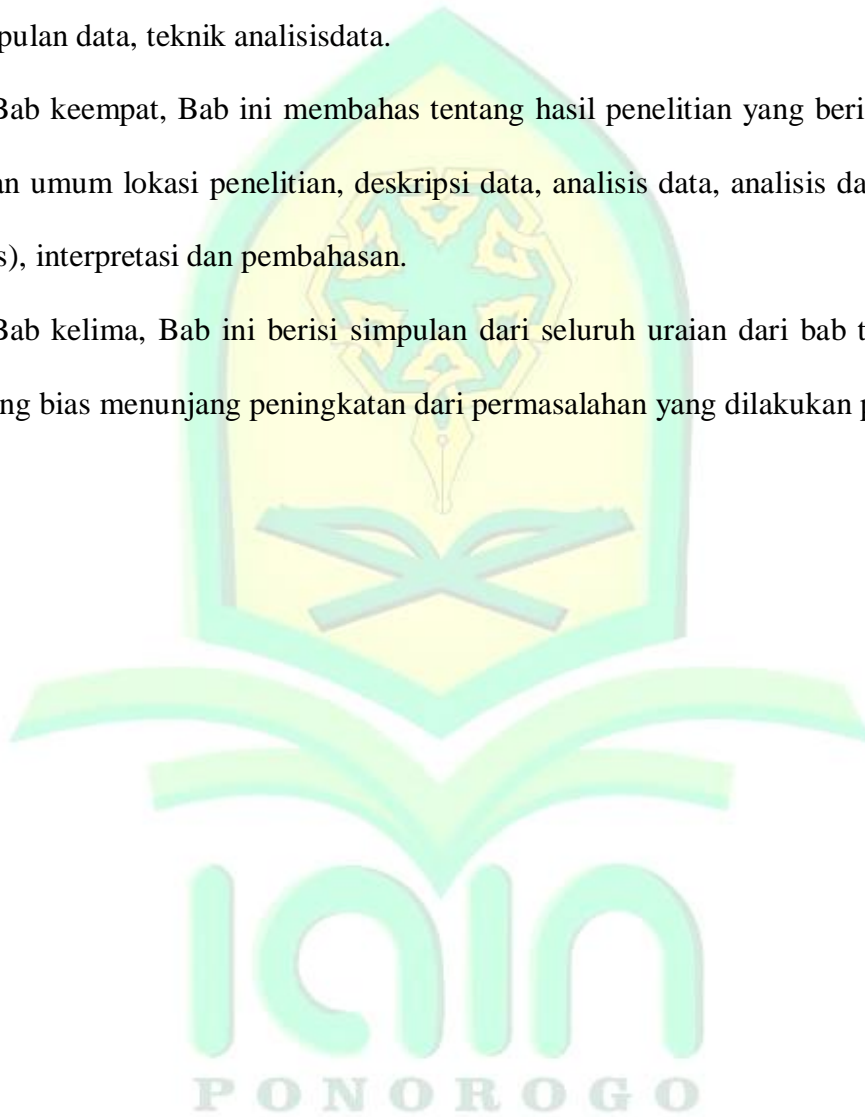 pulan data, teknik analisisdata.
Bab keempat, Bab ini membahas tentang hasil penelitian yang beri
an umum lokasi penelitian, deskripsi data, analisis data, analisis da
s), interpretasi dan pembahasan.
Bab kelima, Bab ini berisi simpulan dari seluruh uraian dari bab t
ng bias menunjang peningkatan dari permasalahan yang dilakukan p
IAIN
PONOROGO